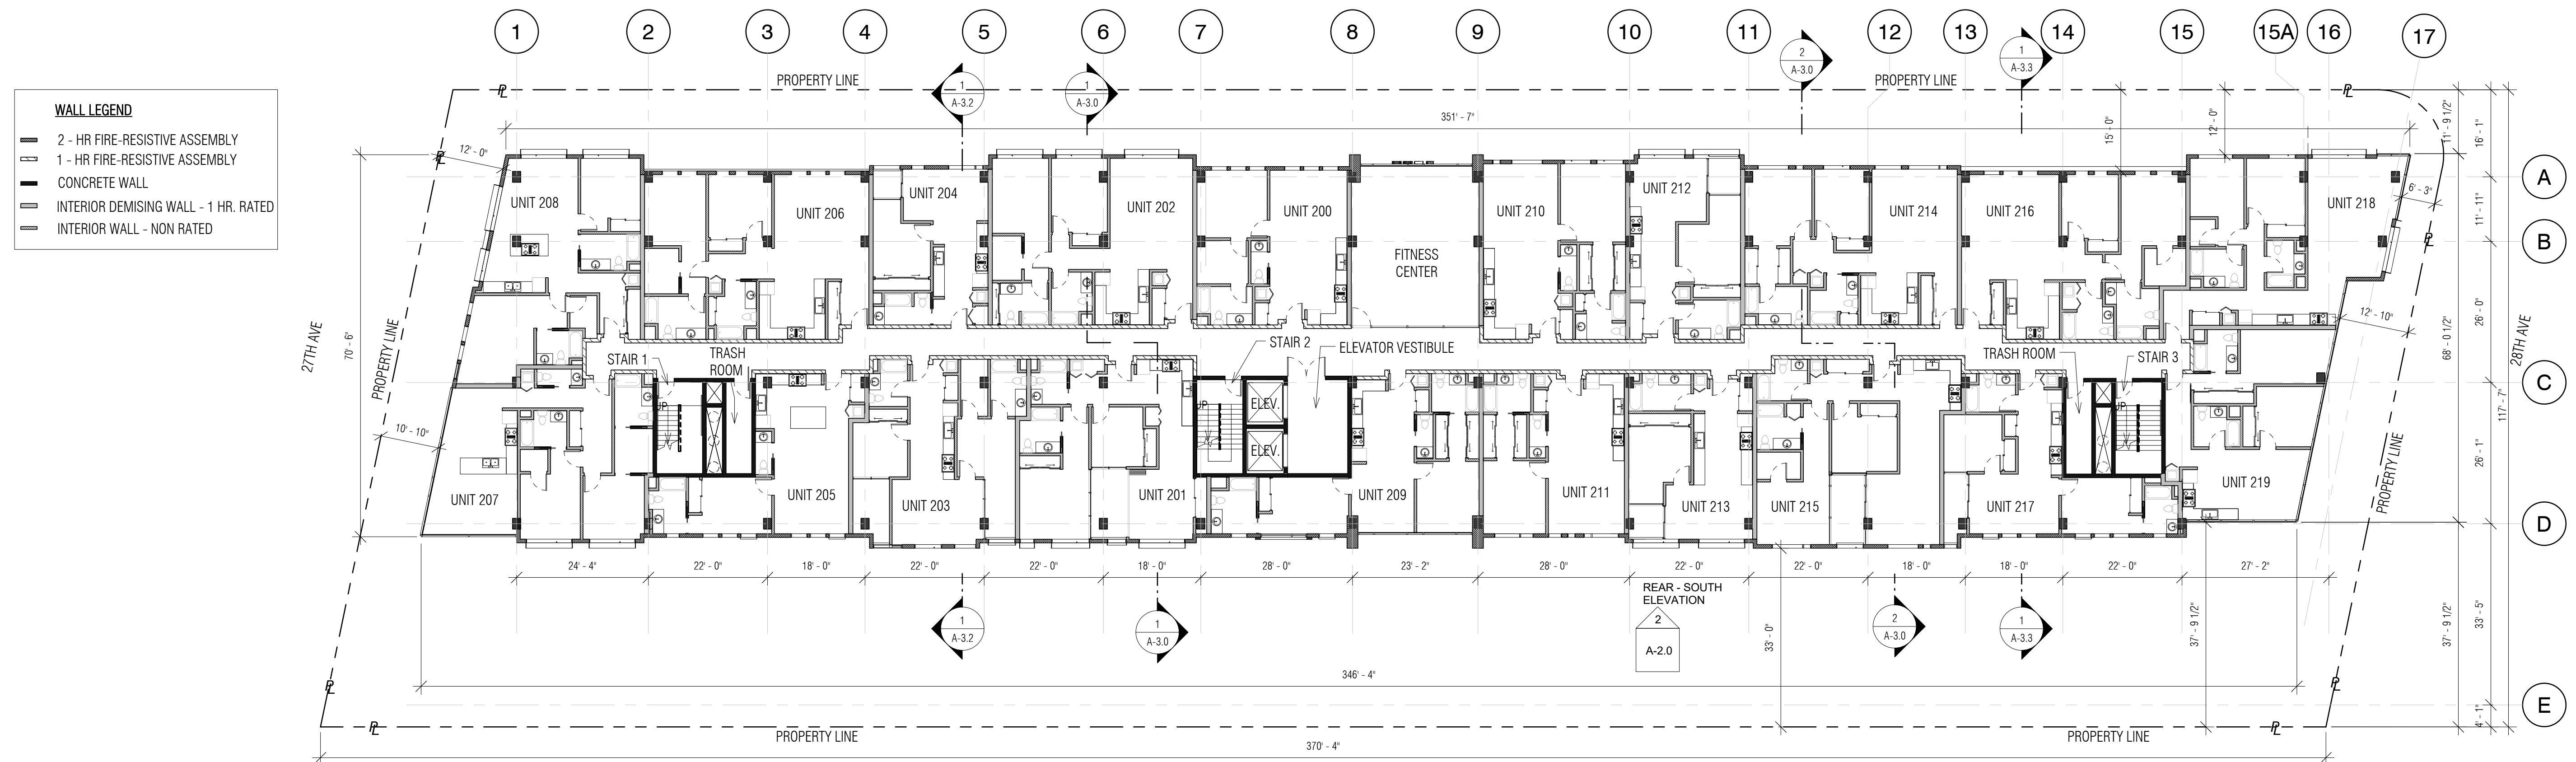 1 2 3 4 5 6 7 8 9 10 11 12 13 14 15 15A 16 17
PROPERTY LINE
PROPERTY LINE
1
A-3.2
1
A-3.0
2
A-3.0
1
A-3.3
WALL LEGEND
2 - HR FIRE-RESISTIVE ASSEMBLY
1 - HR FIRE-RESISTIVE ASSEMBLY
CONCRETE WALL
INTERIOR DEMISING WALL - 1 HR. RATED
INTERIOR WALL - NON RATED
351' - 7"
15' - 0"
12' - 0"
11' - 9 1/2"
16' - 1"
12' - 0"
A
UNIT 208
UNIT 206
UNIT 204
UNIT 202
UNIT 200
FITNESS
CENTER
UNIT 210
UNIT 212
UNIT 214
UNIT 216
UNIT 218
6' - 3"
11' - 11"
B
27TH AVE
PROPERTY LINE
70' - 6"
STAIR 1
TRASH
ROOM
STAIR 2
ELEVATOR VESTIBULE
TRASH ROOM
STAIR 3
12' - 10"
26' - 0"
68' - 0 1/2"
28TH AVE
C
117' - 7"
UP
UP
UP
ELEV.
ELEV.
10' - 10"
UNIT 207
UNIT 205
UNIT 203
UNIT 201
UNIT 209
UNIT 211
UNIT 213
UNIT 215
UNIT 217
UNIT 219
PROPERTY LINE
26' - 1"
D
24' - 4"
22' - 0"
18' - 0"
22' - 0"
22' - 0"
18' - 0"
28' - 0"
23' - 2"
28' - 0"
22' - 0"
22' - 0"
18' - 0"
18' - 0"
22' - 0"
27' - 2"
REAR - SOUTH
ELEVATION
2
A-2.0
1
A-3.2
1
A-3.0
2
A-3.0
1
A-3.3
33' - 0"
37' - 9 1/2"
37' - 9 1/2"
33' - 5"
346' - 4"
4' - 1"
E
PROPERTY LINE
PROPERTY LINE
370' - 4"